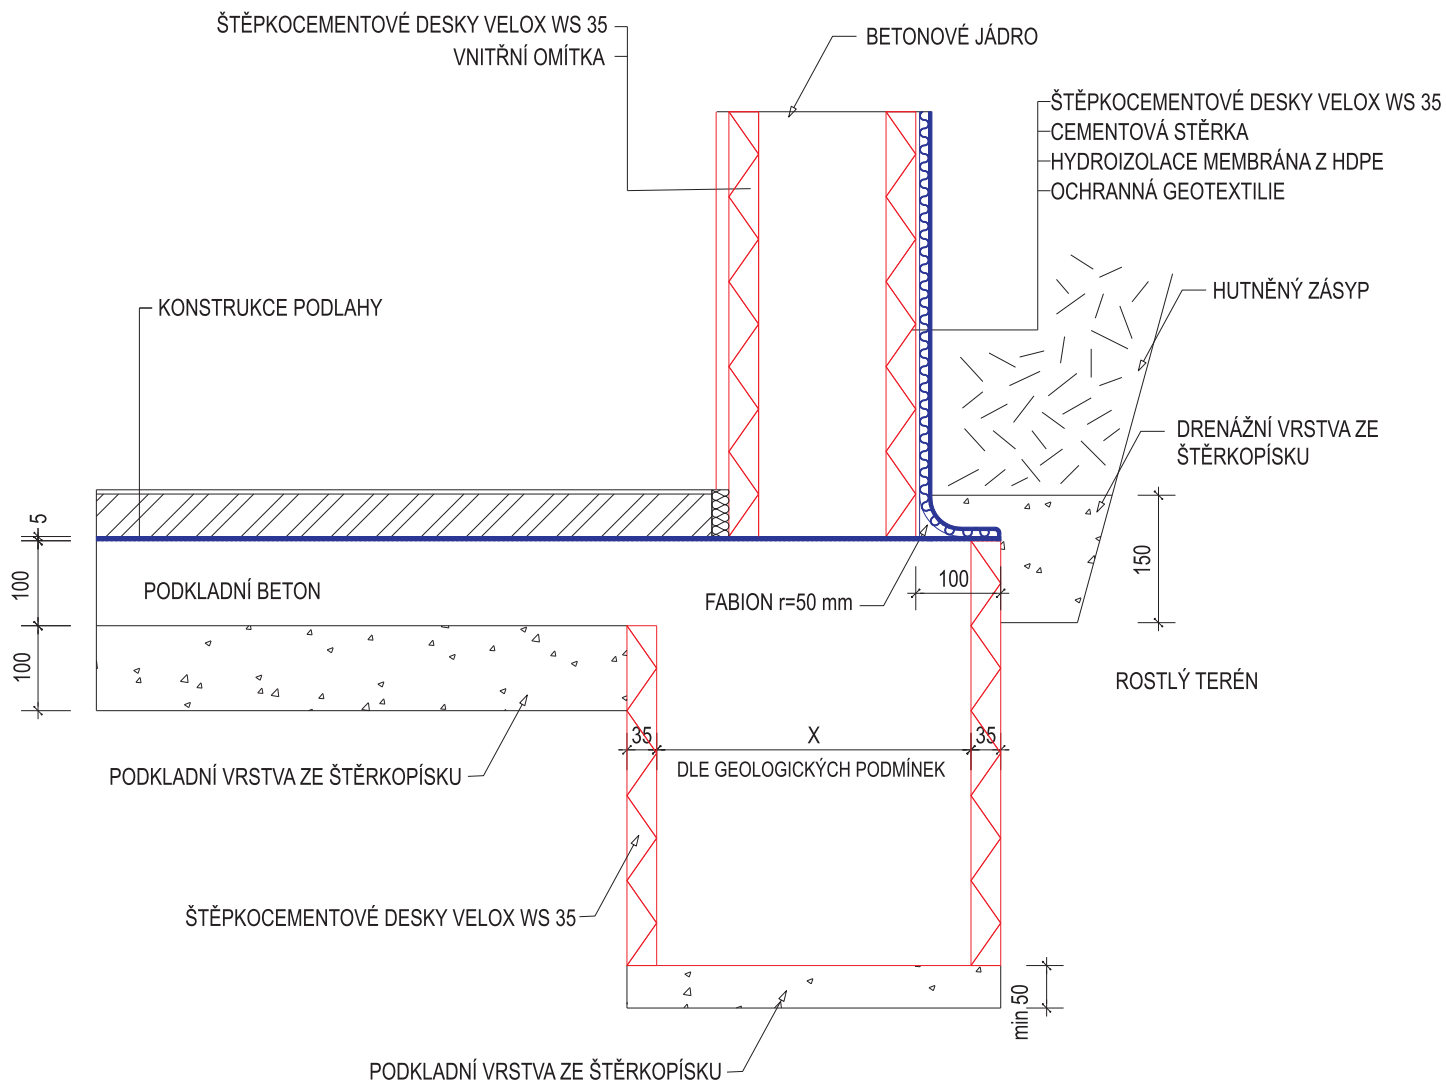 ŠTĚPKOCEMENTOVÉ DESKY VELOX WS 35
VNITŘNÍ OMÍTKA
BETONOVÉ JÁDRO
ŠTĚPKOCEMENTOVÉ DESKY VELOX WS 35
CEMENTOVÁ STĚRKA
HYDROIZOLACE MEMBRÁNA Z HDPE
OCHRANNÁ GEOTEXTILIE
KONSTRUKCE PODLAHY
HUTNĚNÝ ZÁSYP
DRENÁŽNÍ VRSTVA ZE
ŠTĚRKOPÍSKU
5
100
100
PODKLADNÍ BETON
FABION r=50 mm
100
150
ROSTLÝ TERÉN
35
X
35
DLE GEOLOGICKÝCH PODMÍNEK
PODKLADNÍ VRSTVA ZE ŠTĚRKOPÍSKU
ŠTĚPKOCEMENTOVÉ DESKY VELOX WS 35
min 50
PODKLADNÍ VRSTVA ZE ŠTĚRKOPÍSKU